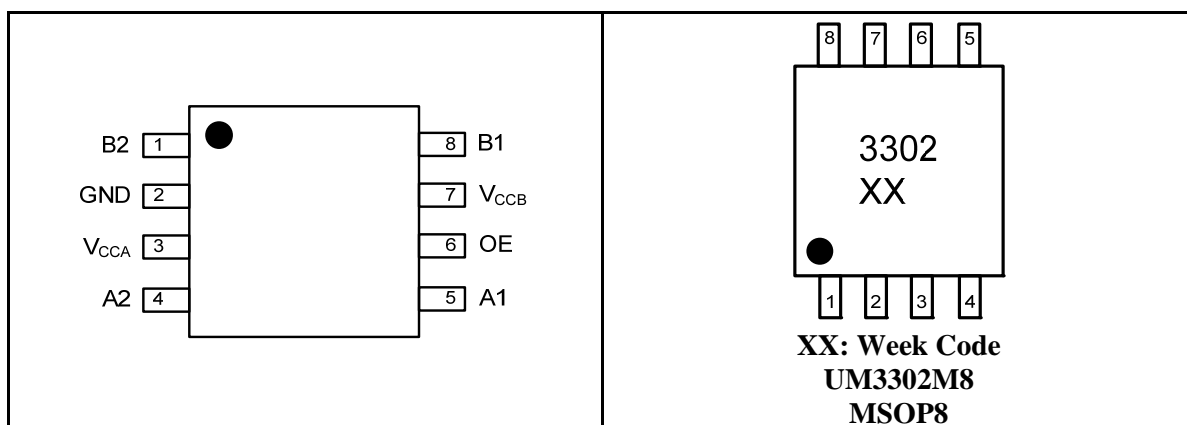 B2 1 8 B1
GND 2 7 VCCB
VCCA 3 6 OE
A2 4 5 A1
8 7 6 5
3302
XX
1 2 3 4
XX: Week Code
UM3302M8
MSOP8